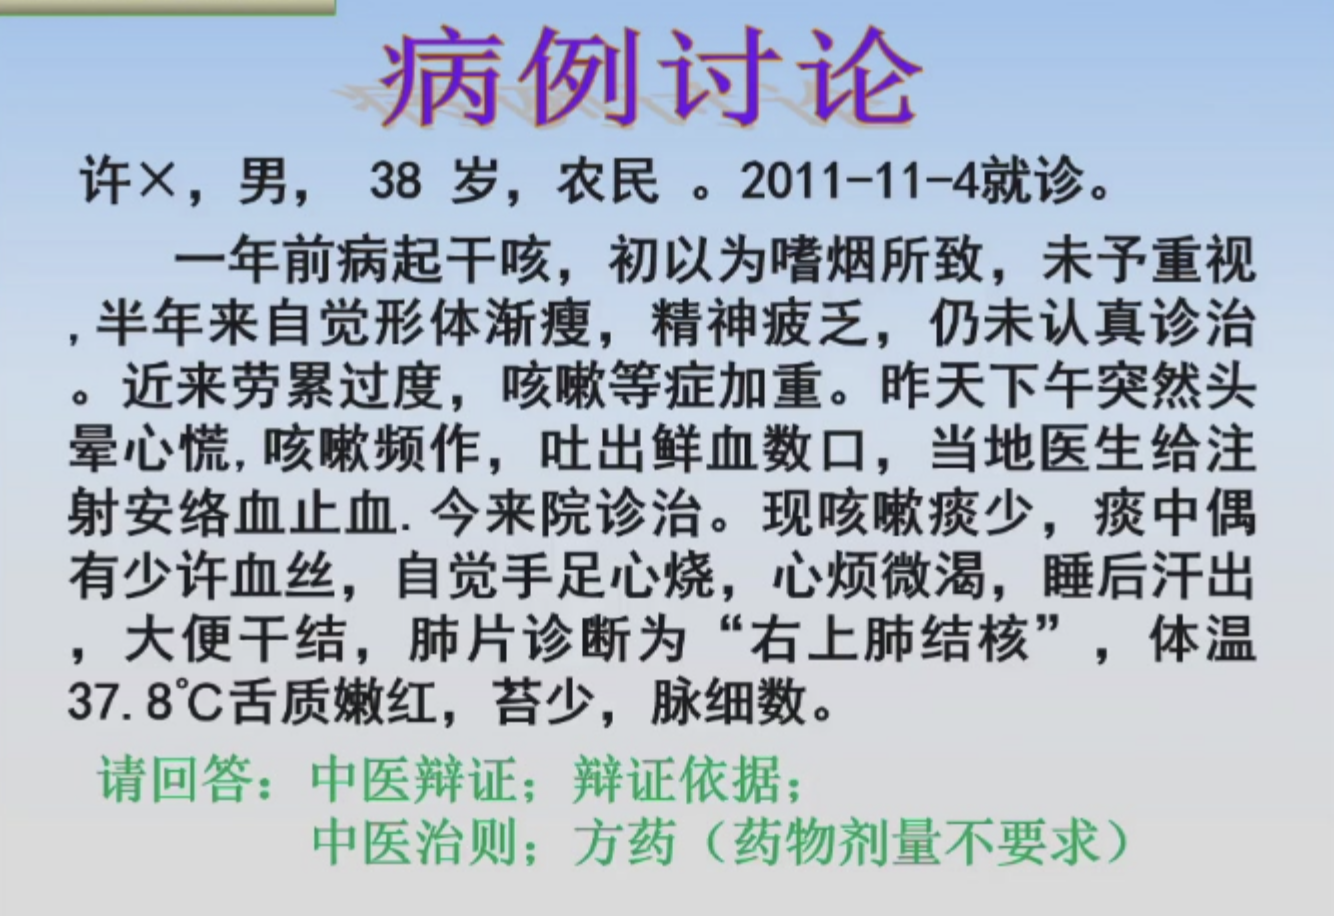 病例讨论
许×，男， 38 岁，农民 。2011-11-4就诊。
一年前病起干咳，初以为嗜烟所致，未予重视
,半年来自觉形体渐瘦，精神疲乏，仍未认真诊治
。近来劳累过度，咳嗽等症加重。昨天下午突然头
晕心慌,咳嗽频作，吐出鲜血数口，当地医生给注
射安络血止血.今来院诊治。现咳嗽痰少，痰中偶
有少许血丝，自觉手足心烧，心烦微渴，睡后汗出
，大便干结，肺片诊断为“右上肺结核”，体温
37.8℃舌质嫩红，苔少，脉细数。
请回答：中医辩证；辩证依据；
中医治则；方药（药物剂量不要求）